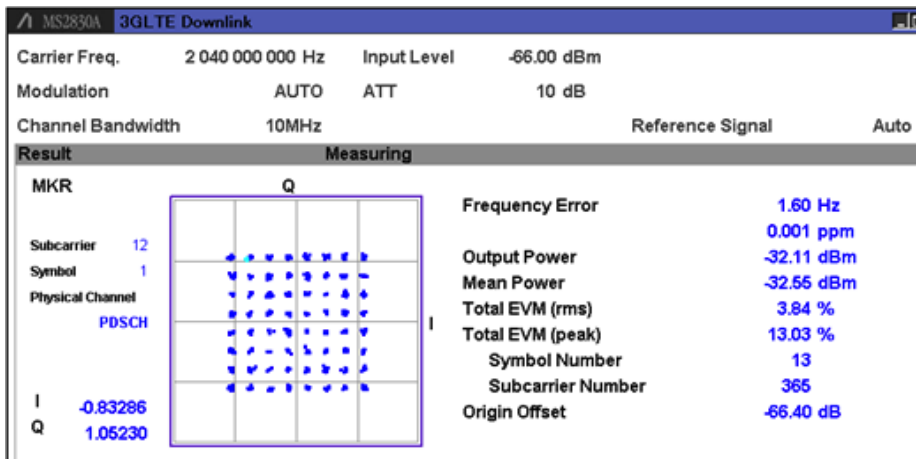 MS2830A 3GLTE Downlink
Carrier Freq. 2 040 000 000 Hz Input Level -66.00 dBm
Modulation AUTO ATT 10 dB
Channel Bandwidth 10MHz Reference Signal Auto
Result Measuring
MKR Q
Frequency Error 1.60 Hz
0.001 ppm
Subcarrier 12
Output Power -32.11 dBm
Symbol 1
Mean Power -32.55 dBm
Physical Channel
Total EVM (rms) 3.84 %
PDSCH I
Total EVM (peak) 13.03 %
Symbol Number 13
Subcarrier Number 365
I -0.83286
Origin Offset -66.40 dB
Q 1.05230